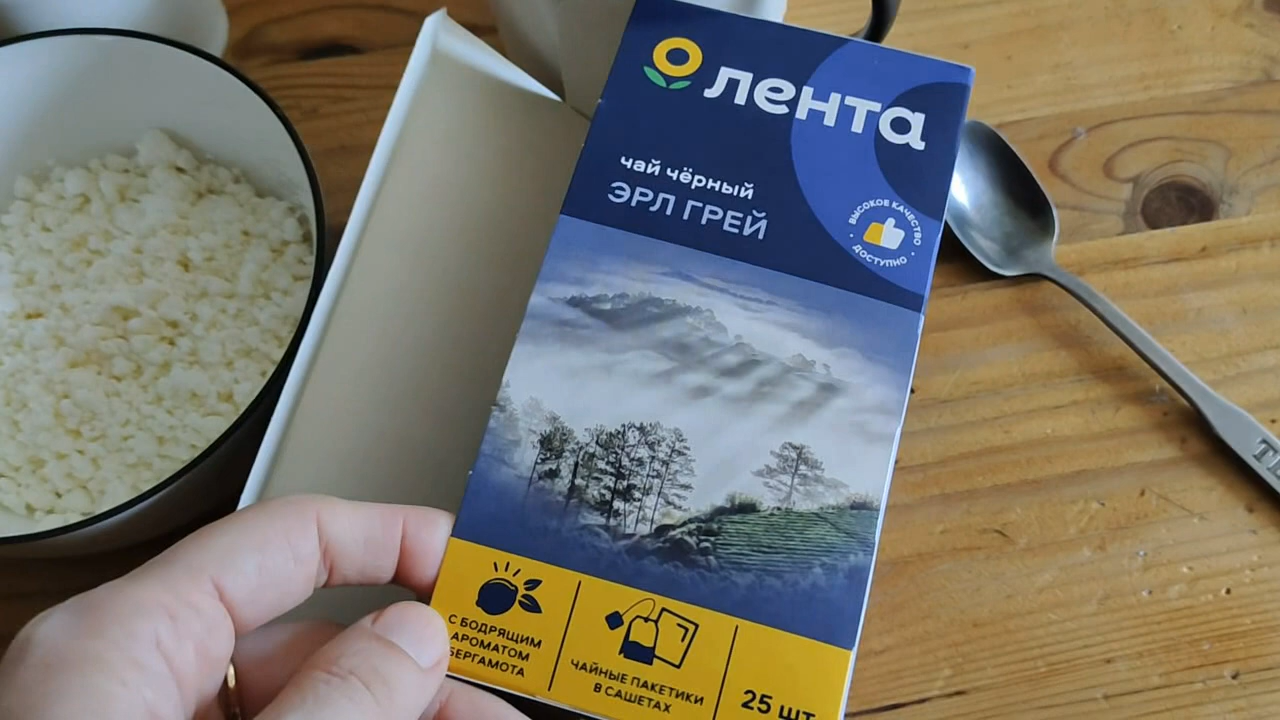 лента
чай чёрный
ЭРЛ ГРЕЙ
ВЫСОКОЕ КАЧЕСТВО
ДОСТУПНО
С БОДРЯЩИМ
АРОМАТОМ
БЕРГАМОТА
ЧАЙНЫЕ ПАКЕТИКИ
В САШЕТАХ
25 шт